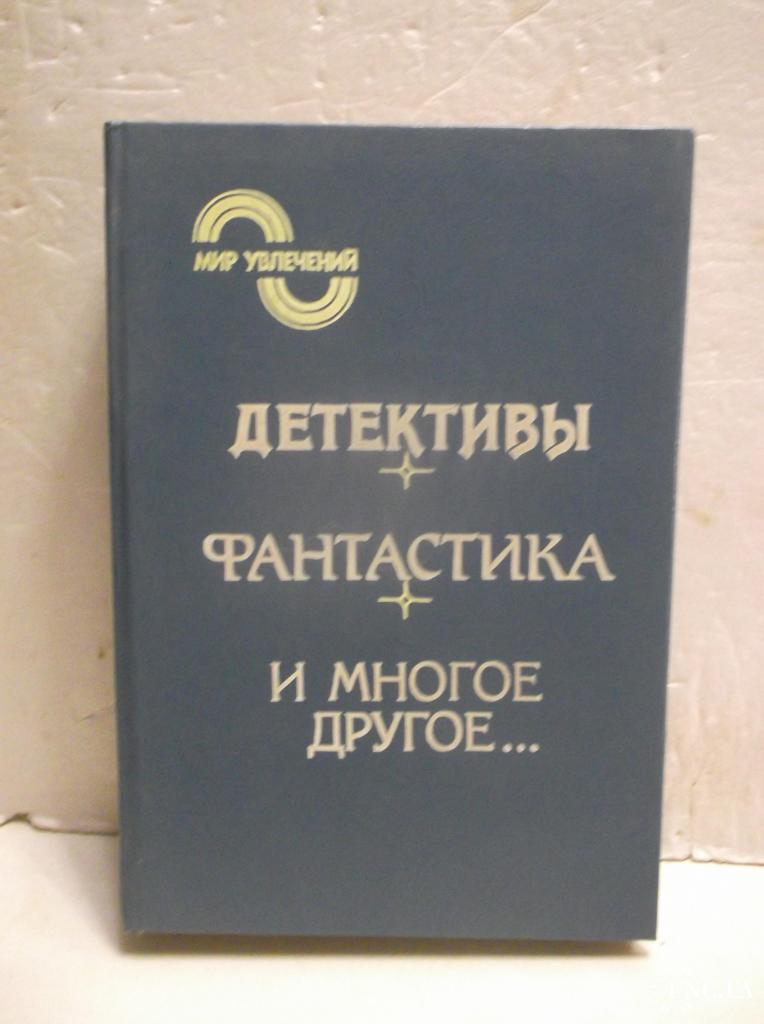 МИР УВЛЕЧЕНИЙ
ДЕТЕКТИВЫ
ФАНТАСТИКА
И МНОГОЕ
ДРУГОЕ...